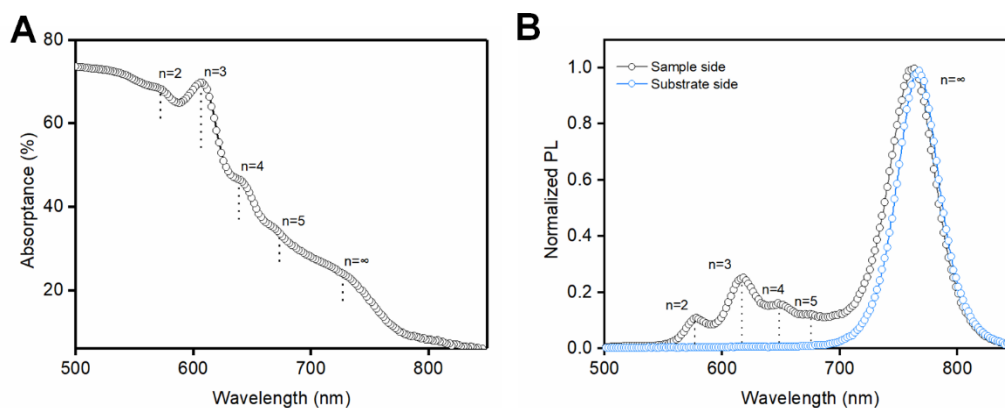 A
80
60
40
20
500
600
700
800
Absorptance (%)
Wavelength (nm)
n=2
n=3
n=4
n=5
n=∞
B
Sample side
Substrate side
n=∞
1.0
0.8
0.6
0.4
0.2
0.0
500
600
700
800
Normalized PL
Wavelength (nm)
n=2
n=3
n=4
n=5